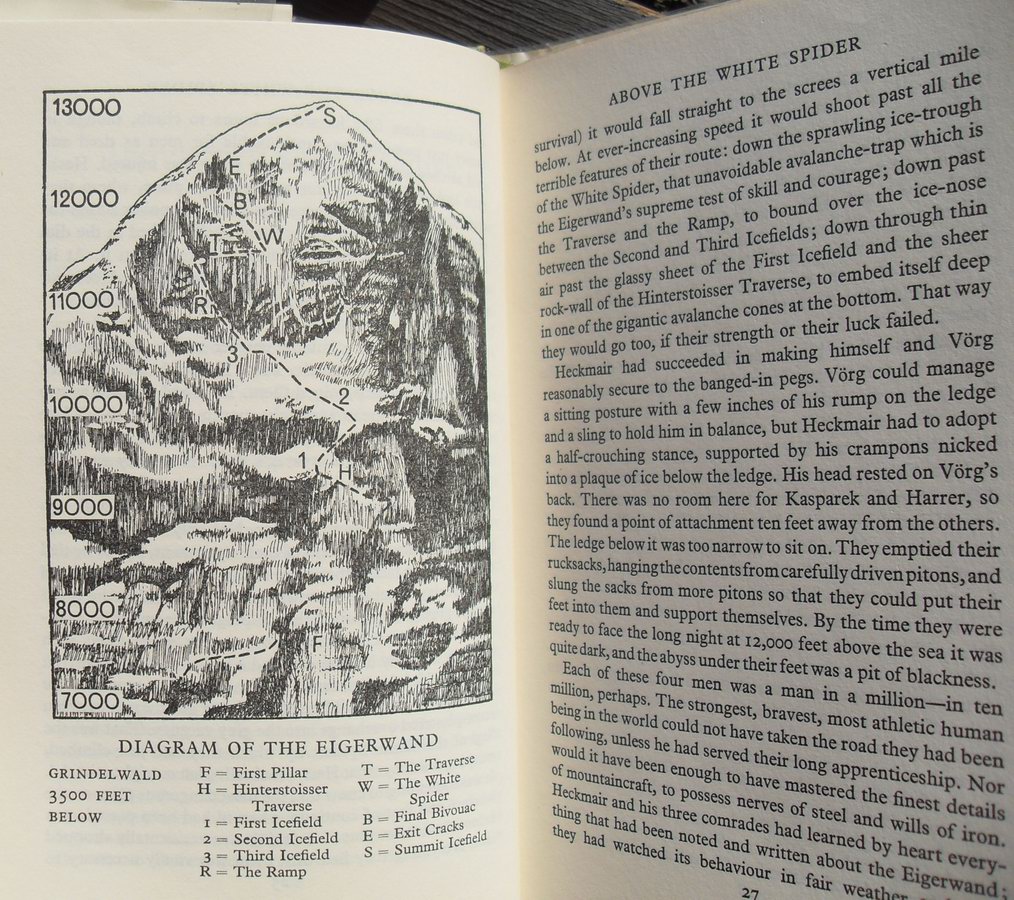 13000
S
E
12000
B
T
W
11000
R
3
10000
2
1
H
9000
8000
F
7000
DIAGRAM OF THE EIGERWAND
GRINDELWALD
3500 FEET
BELOW
F = First Pillar
H = Hinterstoisser
Traverse
1 = First Icefield
2 = Second Icefield
3 = Third Icefield
R = The Ramp
T = The Traverse
W = The White
Spider
B = Final Bivouac
E = Exit Cracks
S = Summit Icefield
ABOVE THE WHITE SPIDER
survival) it would fall straight to the screes a vertical mile
below. At ever-increasing speed it would shoot past all the
terrible features of their route: down the sprawling ice-trough
of the White Spider, that unavoidable avalanche-trap which is
the Eigerwand's supreme test of skill and courage; down past
the Traverse and the Ramp, to bound over the ice-nose
between the Second and Third Icefields; down through thin
air past the glassy sheet of the First Icefield and the sheer
rock-wall of the Hinterstoisser Traverse, to embed itself deep
in one of the gigantic avalanche cones at the bottom. That way
they would go too, if their strength or their luck failed.
Heckmair had succeeded in making himself and Vörg
reasonably secure to the banged-in pegs. Vörg could manage
a sitting posture with a few inches of his rump on the ledge
and a sling to hold him in balance, but Heckmair had to adopt
a half-crouching stance, supported by his crampons nicked
into a plaque of ice below the ledge. His head rested on Vörg's
back. There was no room here for Kasparek and Harrer, so
they found a point of attachment ten feet away from the others.
The ledge below it was too narrow to sit on. They emptied their
rucksacks, hanging the contents from carefully driven pitons, and
slung the sacks from more pitons so that they could put their
feet into them and support themselves. By the time they were
ready to face the long night at 12,000 feet above the sea it was
quite dark, and the abyss under their feet was a pit of blackness.
Each of these four men was a man in a million—in ten
million, perhaps. The strongest, bravest, most athletic human
being in the world could not have taken the road they had been
following, unless he had served their long apprenticeship. Nor
would it have been enough to have mastered the finest details
of mountaincraft, to possess nerves of steel and wills of iron.
Heckmair and his three comrades had learned by heart every-
thing that had been noted and written about the Eigerwand;
they had watched its behaviour in fair weather
27